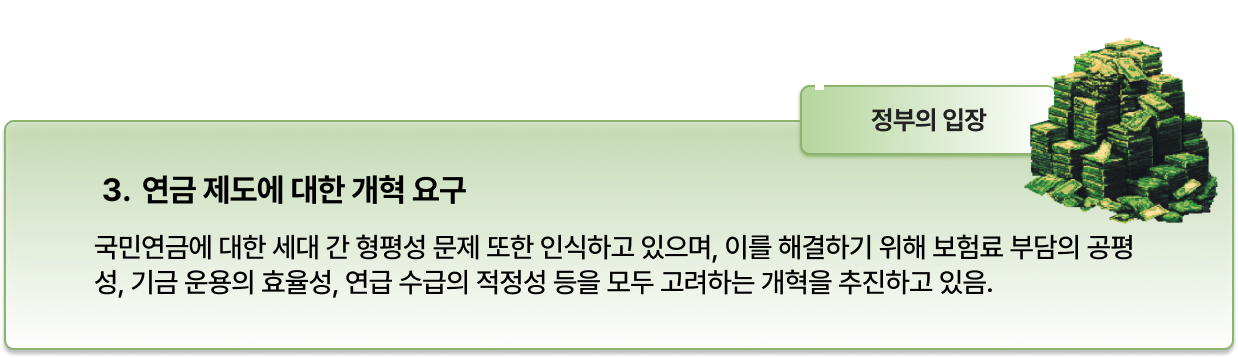 정부의 입장
3. 연금 제도에 대한 개혁 요구
국민연금에 대한 세대 간 형평성 문제 또한 인식하고 있으며, 이를 해결하기 위해 보험료 부담의 공평
성, 기금 운용의 효율성, 연급 수급의 적정성 등을 모두 고려하는 개혁을 추진하고 있음.